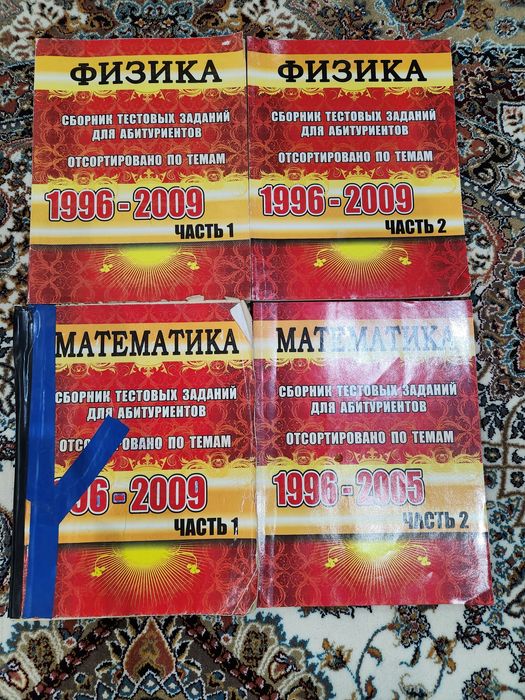 ФИЗИКА
СБОРНИК ТЕСТОВЫХ ЗАДАНИЙ
ДЛЯ АБИТУРИЕНТОВ
ОТСОРТИРОВАНО ПО ТЕМАМ
1996-2009
ЧАСТЬ 1
ФИЗИКА
СБОРНИК ТЕСТОВЫХ ЗАДАНИЙ
ДЛЯ АБИТУРИЕНТОВ
ОТСОРТИРОВАНО ПО ТЕМАМ
1996-2009
ЧАСТЬ 2
МАТЕМАТИКА
СБОРНИК ТЕСТОВЫХ ЗАДАНИЙ
ДЛЯ АБИТУРИЕНТОВ
ОТСОРТИРОВАНО ПО ТЕМАМ
96-2009
ЧАСТЬ 1
МАТЕМАТИКА
СБОРНИК ТЕСТОВЫХ ЗАДАНИЙ
ДЛЯ АБИТУРИЕНТОВ
ОТСОРТИРОВАНО ПО ТЕМАМ
1996-2005
ЧАСТЬ 2